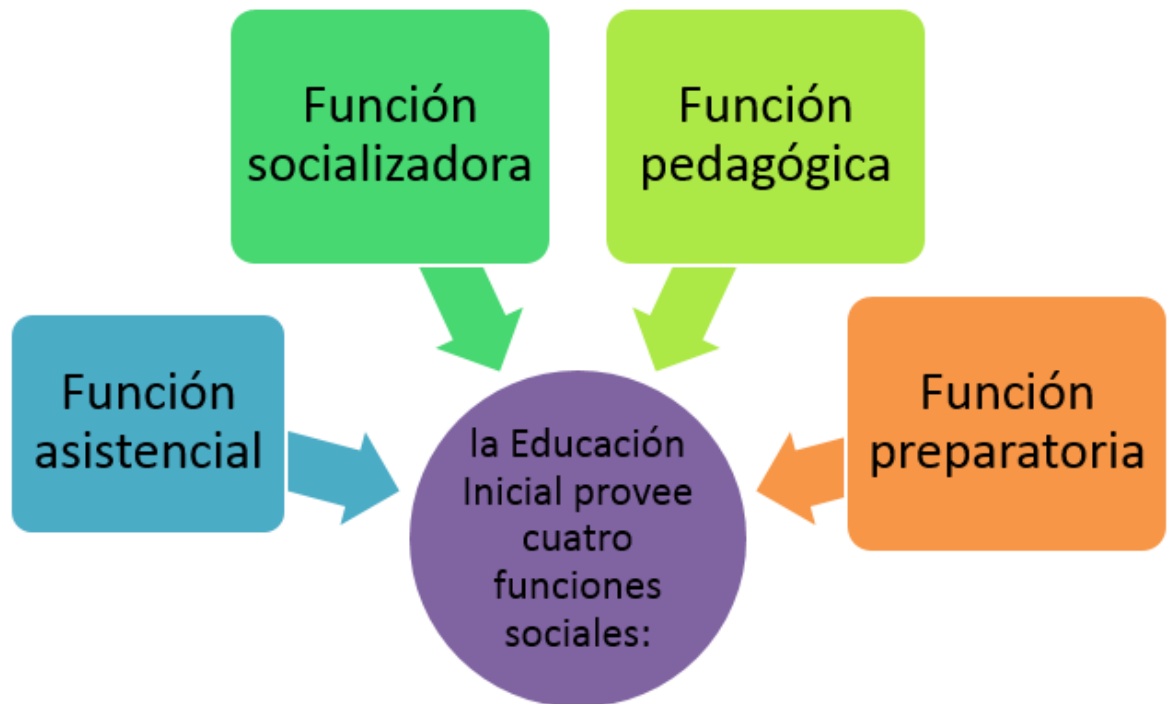 Función
socializadora
Función
pedagógica
Función
asistencial
la Educación
Inicial provee
cuatro
funciones
sociales:
Función
preparatoria